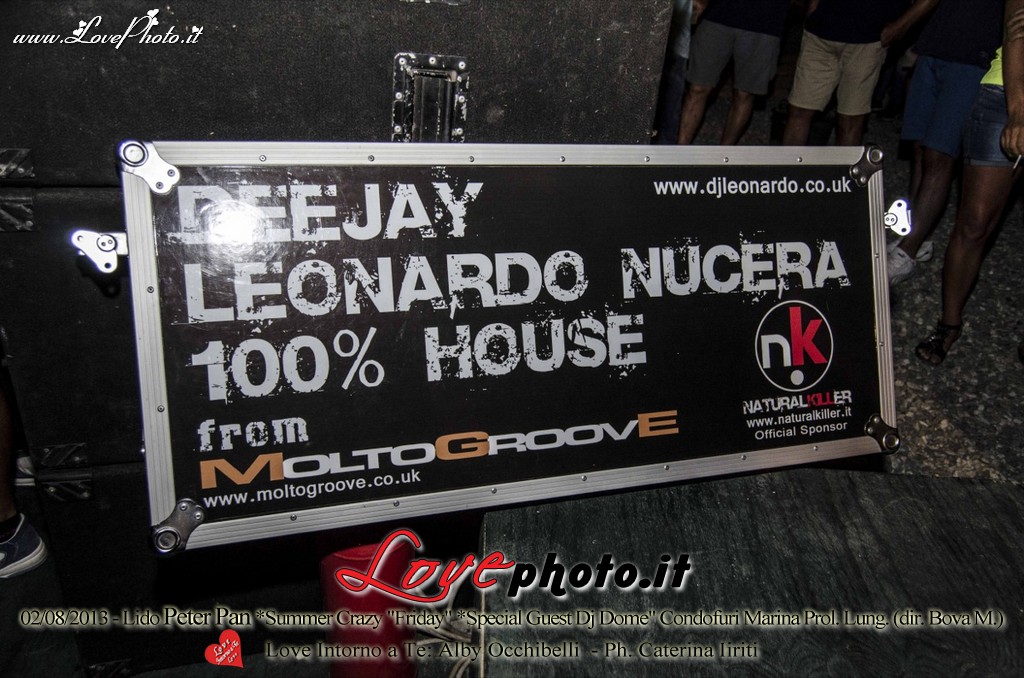 www.LovePhoto.it
DEEJAY
www.djleonardo.co.uk
LEONARDO NUCERA
100% HOUSE
nk
from
MOLTOGROOVE
www.moltogroove.co.uk
NATURALKILLER
www.naturalkiller.it
Official Sponsor
Lovephoto.it
02/08/2013 - Lido Peter Pan *Summer Crazy "Friday" *Special Guest Dj Dome" Condofuri Marina Prol. Lung. (dir. Bova M.)
Love Intorno a Te: Alby Occhibelli - Ph. Caterina Iiriti